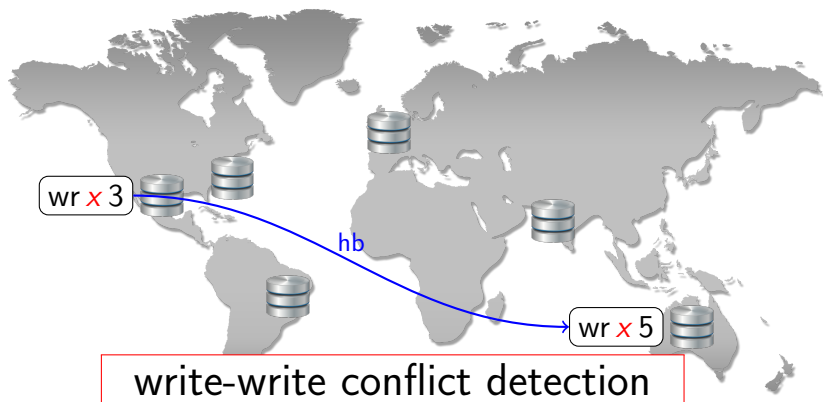 wr x 3
hb
wr x 5
write-write conflict detection